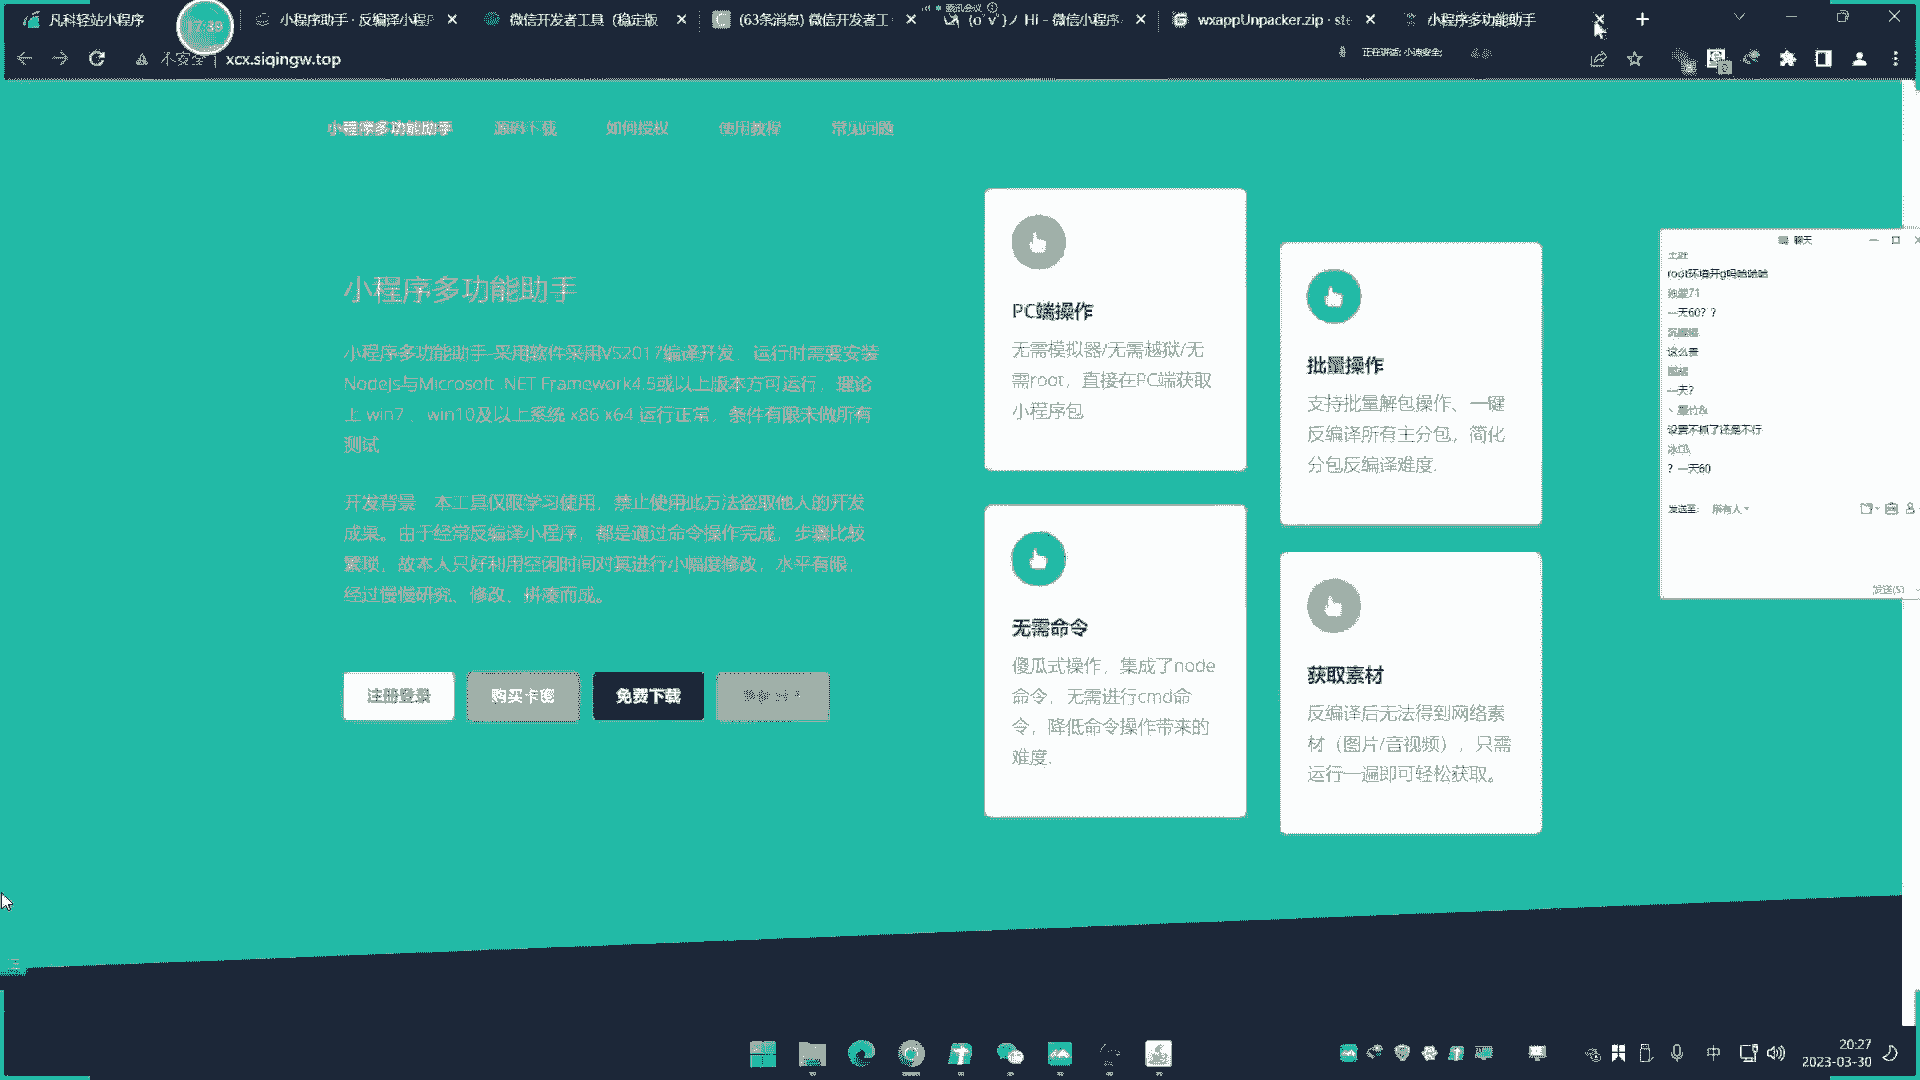 凡科轻站小程序
小程序助手 · 反编译小程序
微信开发者工具（稳定版
(63条消息) 微信开发者工
(o´v`)ノ Hi - 微信小程序
wxappUnpacker.zip · ste
小程序多功能助手
不安全
xcx.siqingw.top
正在讲话: 小迪安全;
小程序多功能助手
源码下载
如何授权
使用教程
常见问题
小程序多功能助手
小程序多功能助手-采用软件采用VS2017编译开发，运行时需要安装
Nodejs与Microsoft .NET Framework4.5或以上版本方可运行，理论
上 win7 、win10及以上系统 x86 x64 运行正常，条件有限未做所有
测试
开发背景 本工具仅限学习使用，禁止使用此方法盗取他人的开发
成果。由于经常反编译小程序，都是通过命令操作完成，步骤比较
繁琐，故本人只好利用空闲时间对其进行小幅度修改，水平有限，
经过慢慢研究、修改、拼凑而成。
注册登录
购买卡密
免费下载
PC端操作
无需模拟器/无需越狱/无
需root，直接在PC端获取
小程序包
批量操作
支持批量解包操作、一键
反编译所有主分包，简化
分包反编译难度.
无需命令
傻瓜式操作，集成了node
命令，无需进行cmd命
令，降低命令操作带来的
难度.
获取素材
反编译后无法得到网络素
材（图片/音视频），只需
运行一遍即可轻松获取。
聊天
root环境开g吗哈哈哈
一天60？？
这么贵
一天?
设置不抓了还是不行
? 一天60
发送至:
所有人
发送(S)
中
20:27
2023-03-30